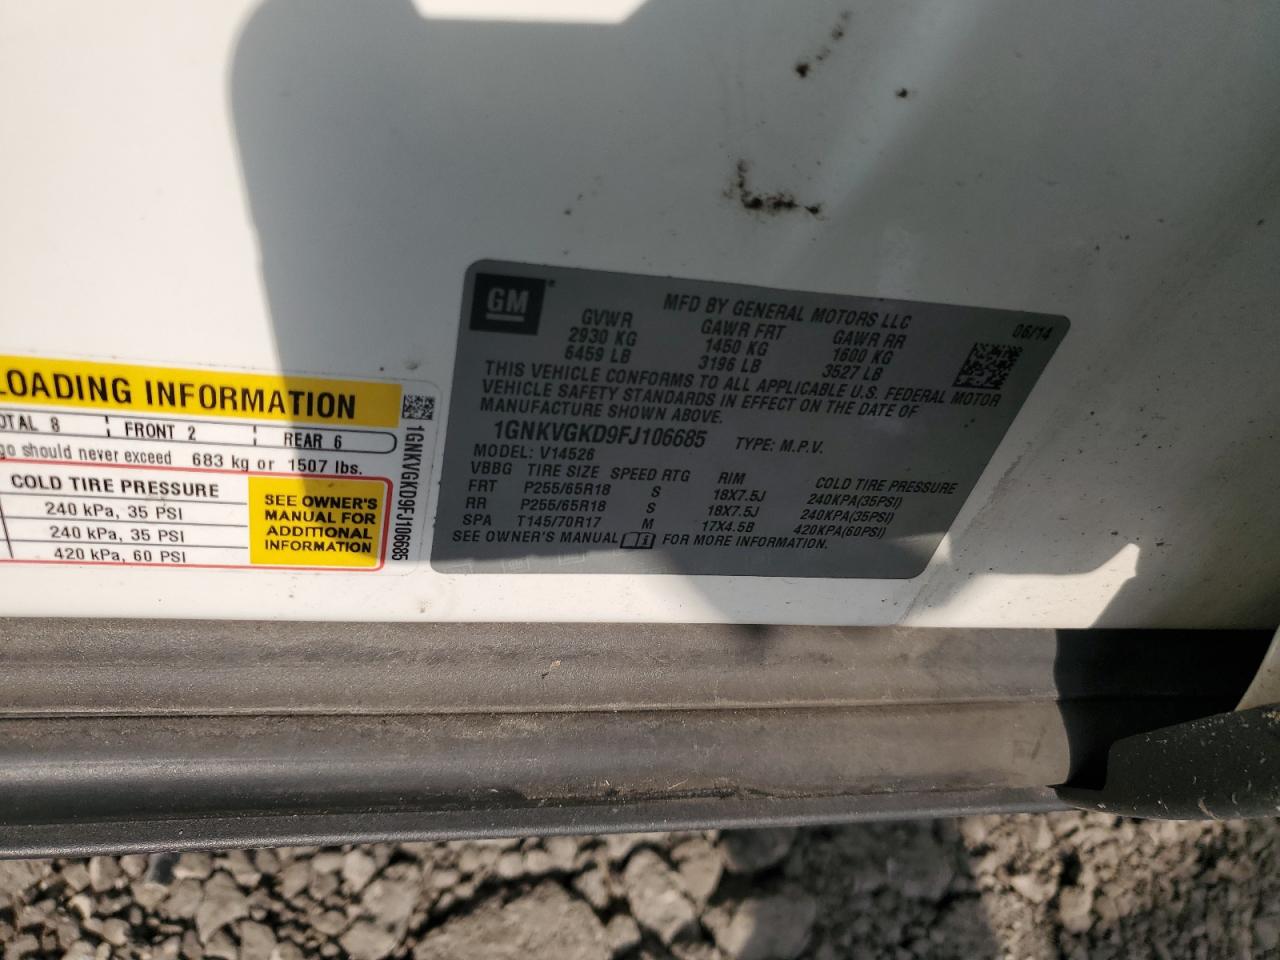 LOADING INFORMATION
TOTAL 8 FRONT 2 REAR 6
go should never exceed 683 kg or 1507 lbs.
COLD TIRE PRESSURE
240 kPa, 35 PSI
240 kPa, 35 PSI
420 kPa, 60 PSI
SEE OWNER'S
MANUAL FOR
ADDITIONAL
INFORMATION
1GNKVGKD9FJ106685
GM
MFD BY GENERAL MOTORS LLC
06/14
GVWR GAWR FRT GAWR RR
2930 KG 1450 KG 1600 KG
6459 LB 3196 LB 3527 LB
THIS VEHICLE CONFORMS TO ALL APPLICABLE U.S. FEDERAL MOTOR
VEHICLE SAFETY STANDARDS IN EFFECT ON THE DATE OF
MANUFACTURE SHOWN ABOVE.
1GNKVGKD9FJ106685 TYPE: M.P.V.
MODEL: V14526
VBBG TIRE SIZE SPEED RTG RIM COLD TIRE PRESSURE
FRT P255/65R18 S 18X7.5J 240KPA(35PSI)
RR P255/65R18 S 18X7.5J 240KPA(35PSI)
SPA T145/70R17 M 17X4.5B 420KPA(60PSI)
SEE OWNER'S MANUAL FOR MORE INFORMATION.